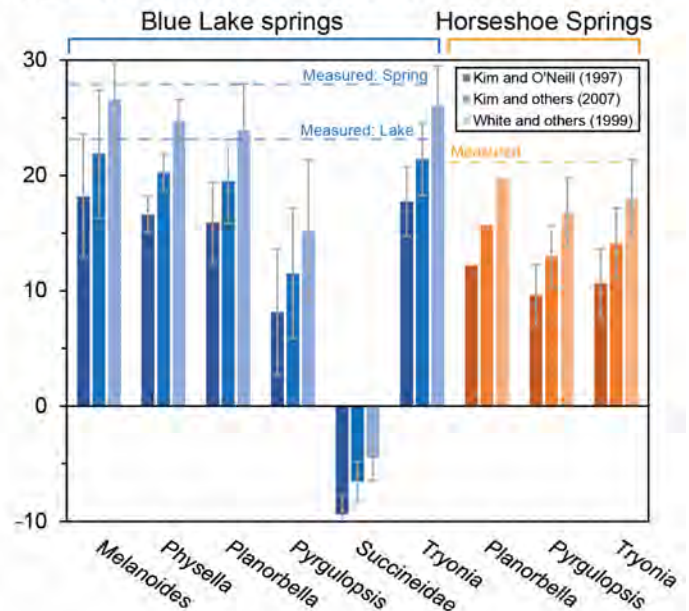 Blue Lake springs Horseshoe Springs
30
Measured: Spring
Kim and O'Neill (1997)
Kim and others (2007)
White and others (1999)
Measured: Lake
Measured
20
10
0
-10
Melanoides
Physella
Planorbella
Pyrgulopsis
Succineidae
Tryonia
Planorbella
Pyrgulopsis
Tryonia